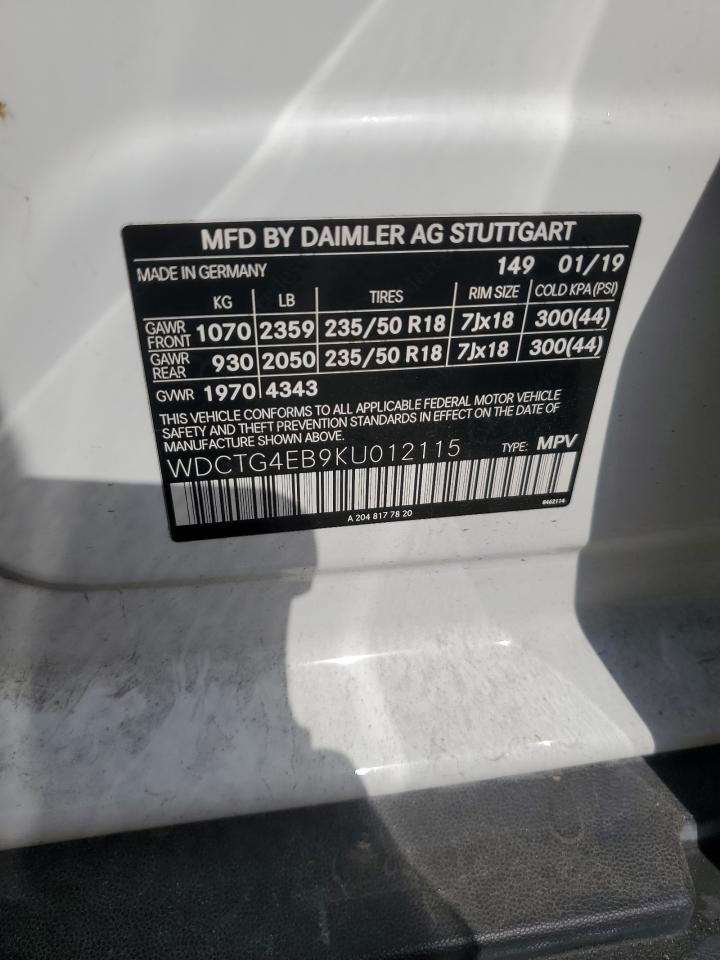 MFD BY DAIMLER AG STUTTGART
MADE IN GERMANY 149 01/19
KG LB TIRES RIM SIZE COLD KPA (PSI)
GAWR FRONT 1070 2359 235/50 R18 7Jx18 300(44)
GAWR REAR 930 2050 235/50 R18 7Jx18 300(44)
GVWR 1970 4343
THIS VEHICLE CONFORMS TO ALL APPLICABLE FEDERAL MOTOR VEHICLE
SAFETY AND THEFT PREVENTION STANDARDS IN EFFECT ON THE DATE OF
MANUFACTURE SHOWN ABOVE.
WDCTG4EB9KU012115 TYPE: MPV
A 204 817 78 20 8462114